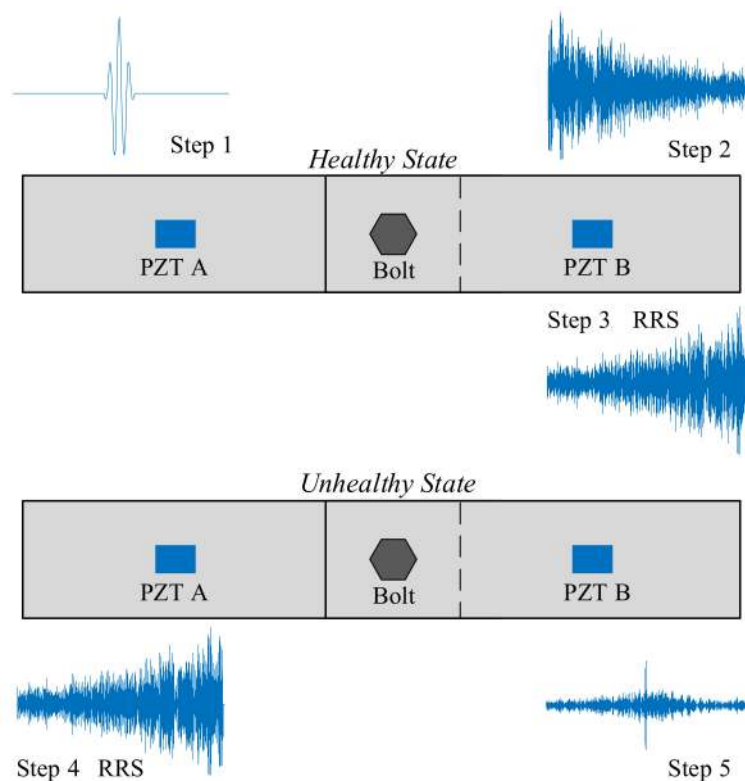 Step 1
Step 2
Healthy State
PZT A
Bolt
PZT B
Step 3 RRS
Unhealthy State
PZT A
Bolt
PZT B
Step 4 RRS
Step 5